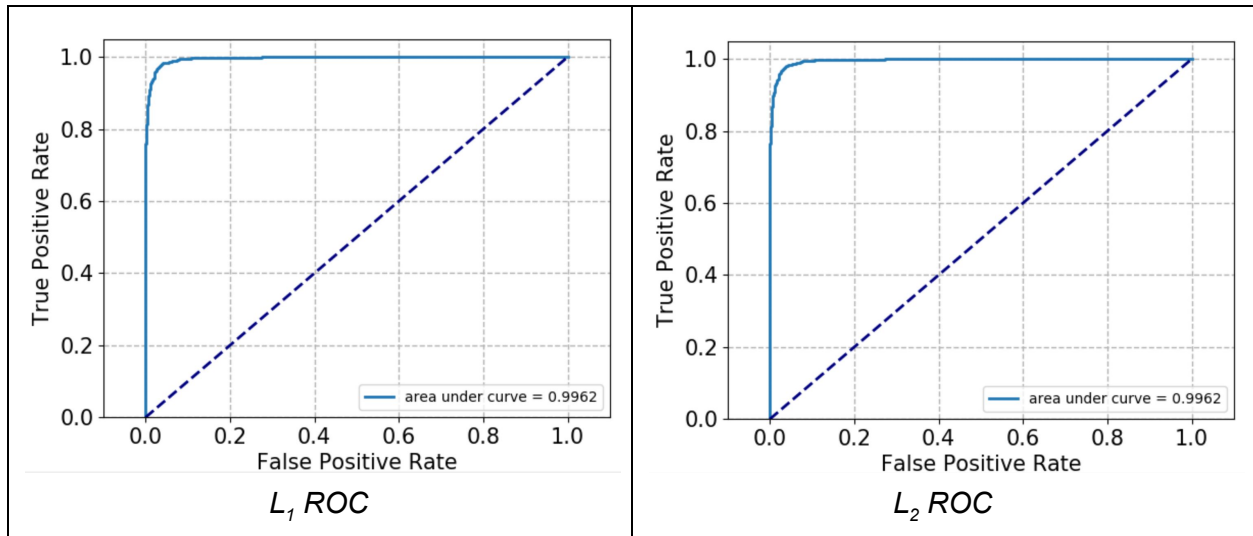 1.0
0.8
0.6
0.4
0.2
0.0
True Positive Rate
area under curve = 0.9962
0.0 0.2 0.4 0.6 0.8 1.0
False Positive Rate
L₁ ROC
1.0
0.8
0.6
0.4
0.2
0.0
True Positive Rate
area under curve = 0.9962
0.0 0.2 0.4 0.6 0.8 1.0
False Positive Rate
L₂ ROC